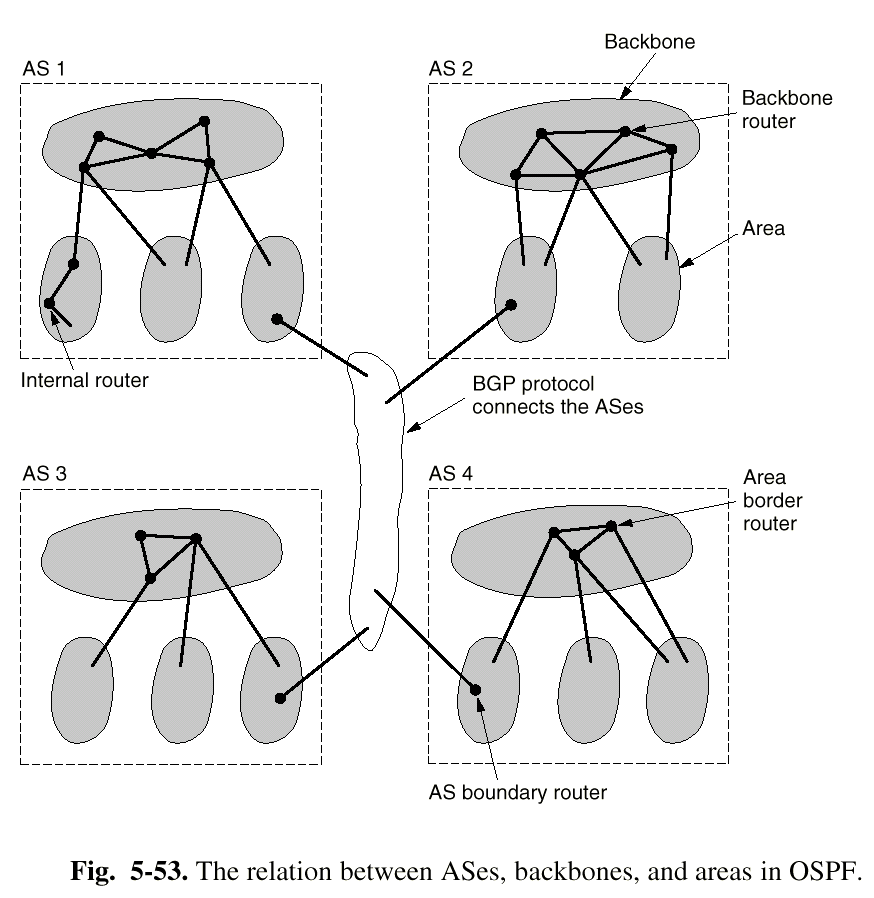 Backbone
AS 1
AS 2
Backbone
router
Area
Internal router
BGP protocol
connects the ASes
AS 3
AS 4
Area
border
router
AS boundary router
Fig. 5-53. The relation between ASes, backbones, and areas in OSPF.